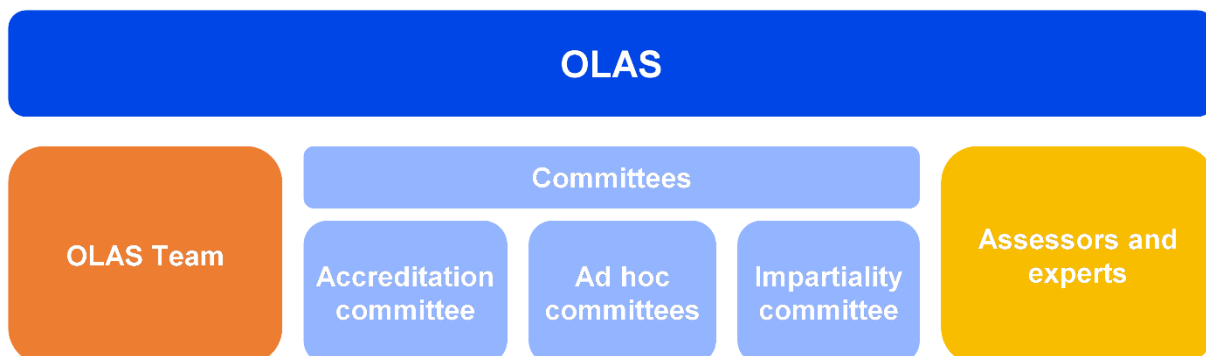 OLAS
OLAS Team
Committees
Accreditation
committee
Ad hoc
committees
Impartiality
committee
Assessors and
experts